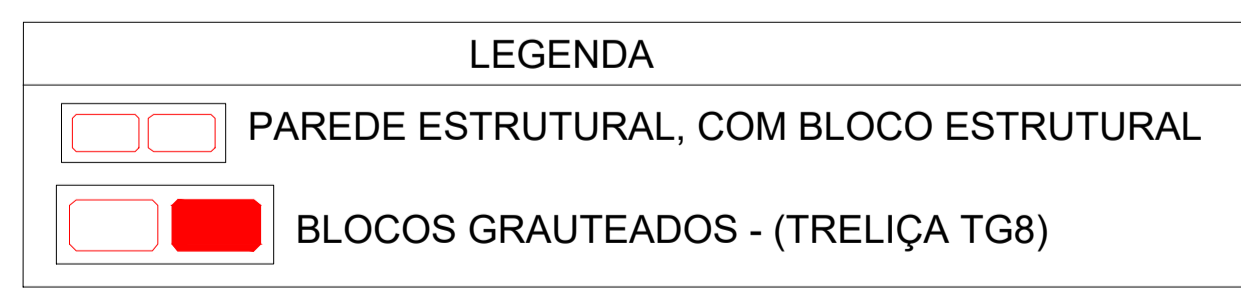 LEGENDA
PAREDE ESTRUTURAL, COM BLOCO ESTRUTURAL
BLOCOS GRAUTEADOS - (TRELIÇA TG8)